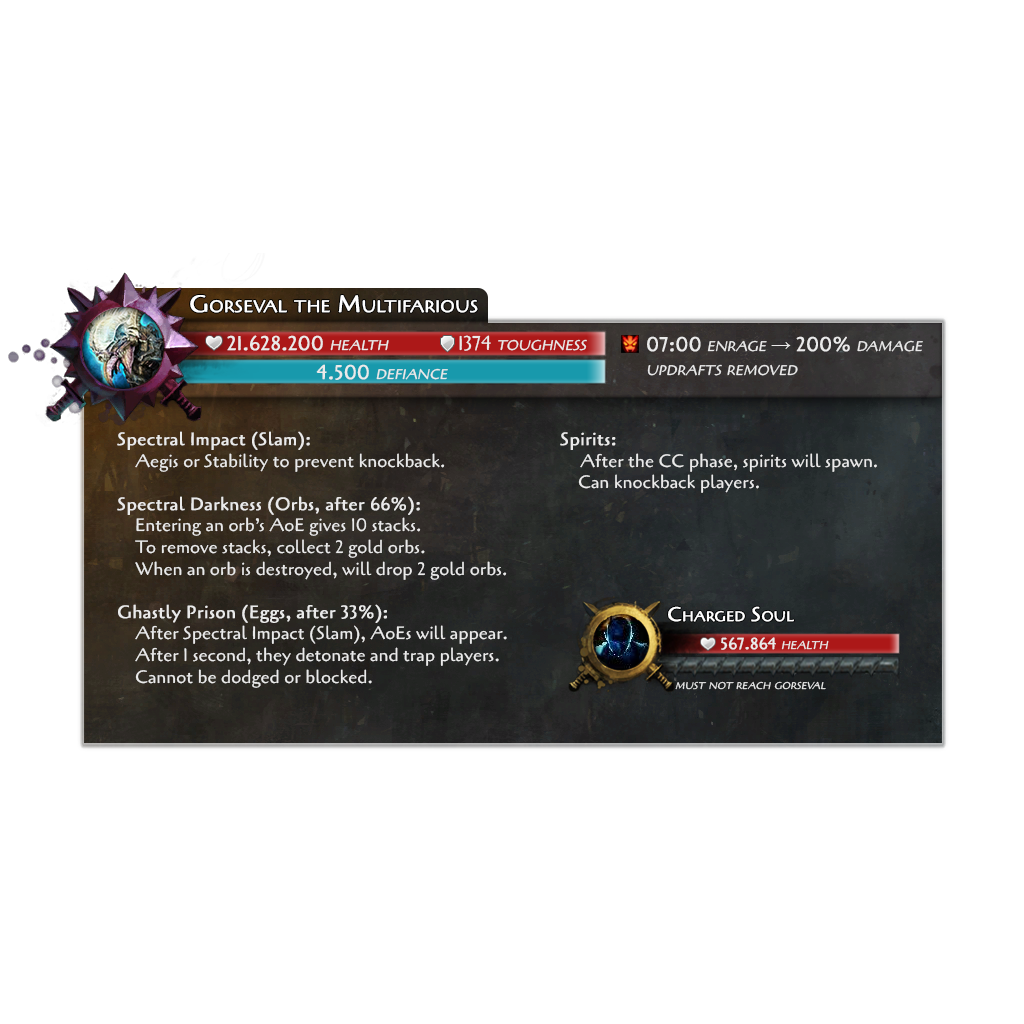 Gorseval the Multifarious
21.628.200 HEALTH 1374 TOUGHNESS
4.500 DEFIANCE
07:00 ENRAGE → 200% DAMAGE
UPDRAFTS REMOVED
Spectral Impact (Slam):
Aegis or Stability to prevent knockback.
Spectral Darkness (Orbs, after 66%):
Entering an orb's AoE gives 10 stacks.
To remove stacks, collect 2 gold orbs.
When an orb is destroyed, will drop 2 gold orbs.
Ghastly Prison (Eggs, after 33%):
After Spectral Impact (Slam), AoEs will appear.
After 1 second, they detonate and trap players.
Cannot be dodged or blocked.
Spirits:
After the CC phase, spirits will spawn.
Can knockback players.
Charged Soul
567.864 HEALTH
MUST NOT REACH GORSEVAL